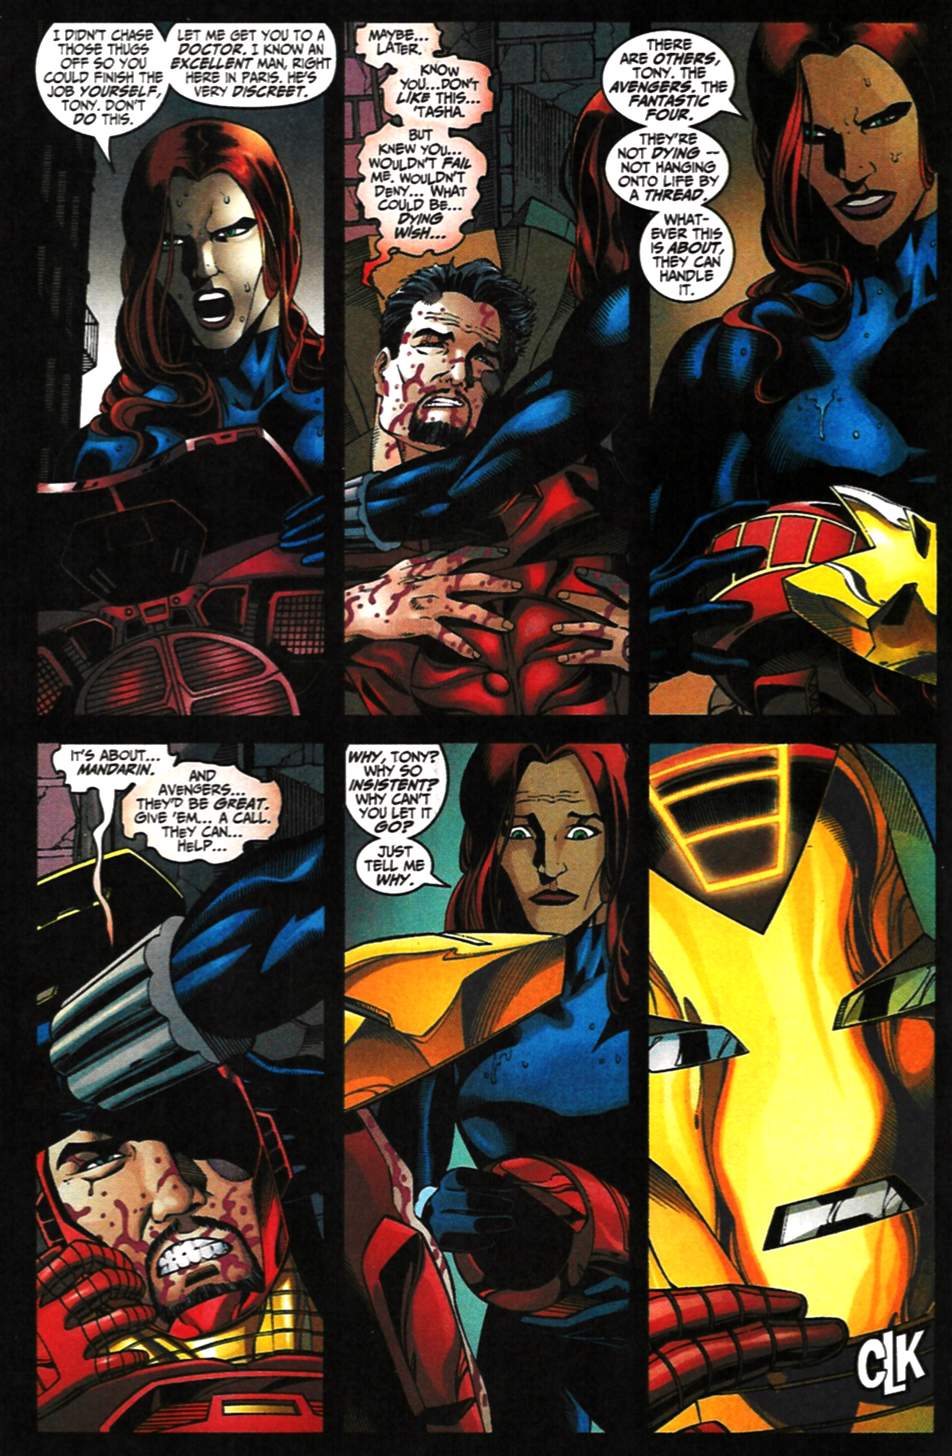 I DIDN'T CHASE
THOSE THUGS
OFF SO YOU
COULD FINISH THE
JOB YOURSELF,
TONY. DON'T
DO THIS.
LET ME GET YOU TO A
DOCTOR. I KNOW AN
EXCELLENT MAN, RIGHT
HERE IN PARIS. HE'S
VERY DISCREET.
MAYBE...
LATER.
KNOW
YOU...DON'T
LIKE THIS...
'TASHA.
BUT
KNEW YOU...
WOULDN'T FAIL
ME. WOULDN'T
DENY... WHAT
COULD BE...
DYING
WISH...
THERE
ARE OTHERS,
TONY. THE
AVENGERS. THE
FANTASTIC
FOUR.
THEY'RE
NOT DYING --
NOT HANGING
ONTO LIFE BY
A THREAD.
WHAT-
EVER THIS
IS ABOUT,
THEY CAN
HANDLE
IT.
IT'S ABOUT...
MANDARIN.
AND
AVENGERS...
THEY'D BE GREAT.
GIVE 'EM... A CALL.
THEY CAN...
HELP...
WHY, TONY?
WHY SO
INSISTENT?
WHY CAN'T
YOU LET IT
GO?
JUST
TELL ME
WHY.
CLK